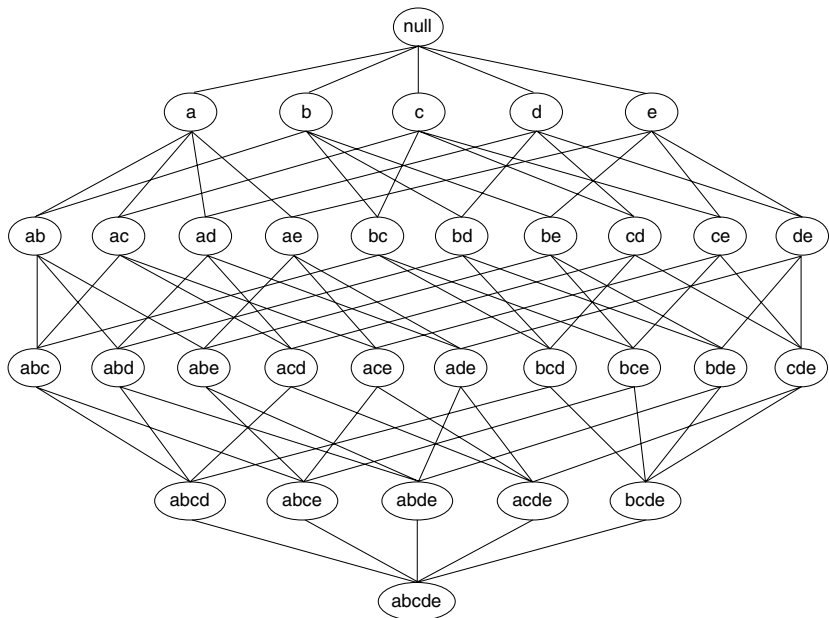 null
a b c d e
ab ac ad ae bc bd be cd ce de
abc abd abe acd ace ade bcd bce bde cde
abcd abce abde acde bcde
abcde